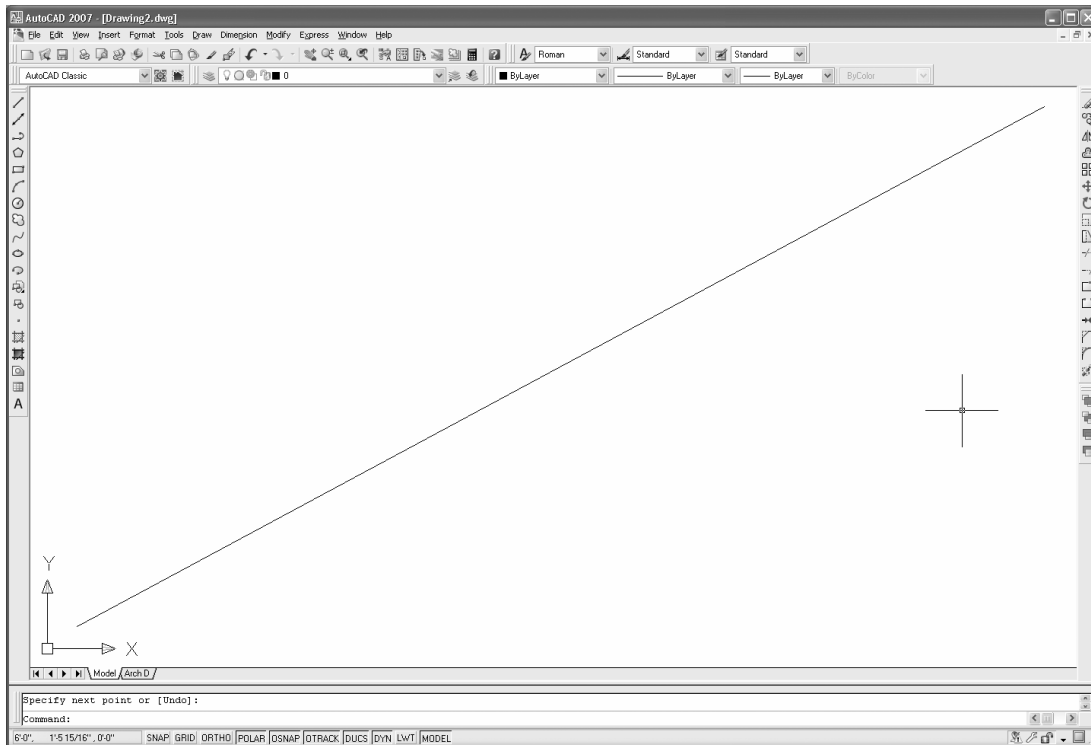 AutoCAD 2007 - [Drawing2.dwg]
File Edit View Insert Format Tools Draw Dimension Modify Express Window Help
Roman Standard Standard
AutoCAD Classic 0 ByLayer ByLayer ByLayer ByColor
A
Y
X
Model Arch D
Specify next point or [Undo]:
Command:
6'-0", 1'-5 15/16", 0'-0" SNAP GRID ORTHO POLAR OSNAP OTRACK DUCS DYN LWT MODEL